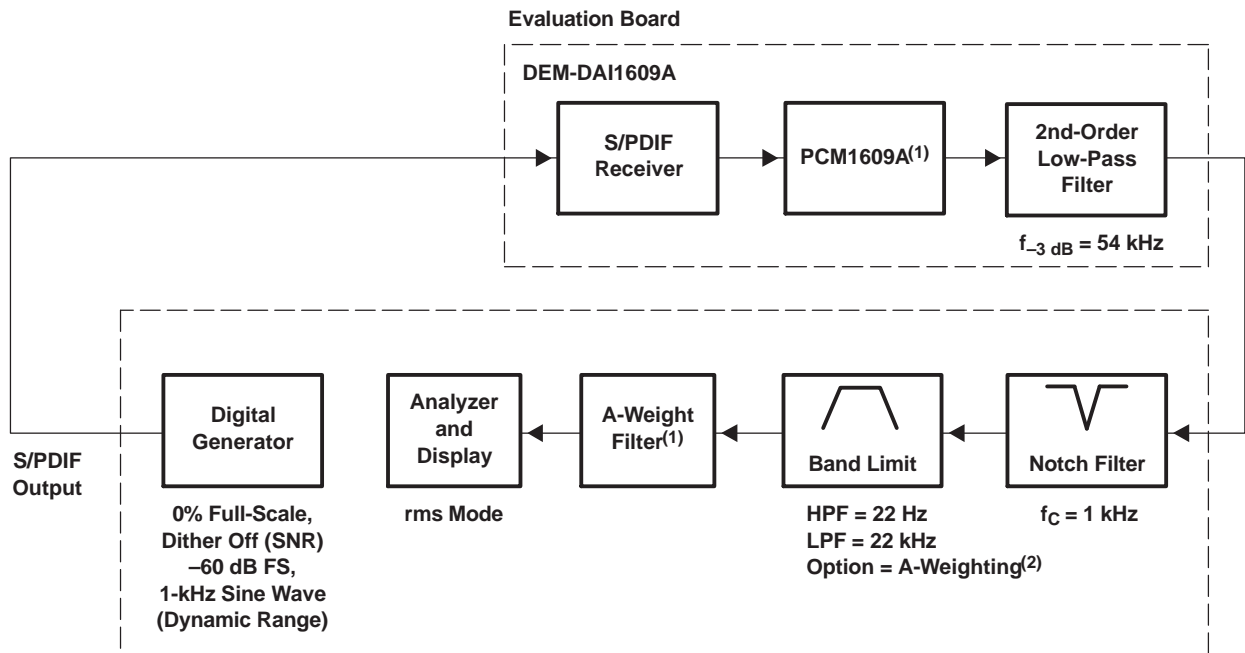 Evaluation Board
DEM-DAI1609A
S/PDIF
Receiver
PCM1609A(1)
2nd-Order
Low-Pass
Filter
f–3 dB = 54 kHz
S/PDIF
Output
Digital
Generator
0% Full-Scale,
Dither Off (SNR)
–60 dB FS,
1-kHz Sine Wave
(Dynamic Range)
Analyzer
and
Display
rms Mode
A-Weight
Filter(1)
Band Limit
HPF = 22 Hz
LPF = 22 kHz
Option = A-Weighting(2)
Notch Filter
fC = 1 kHz